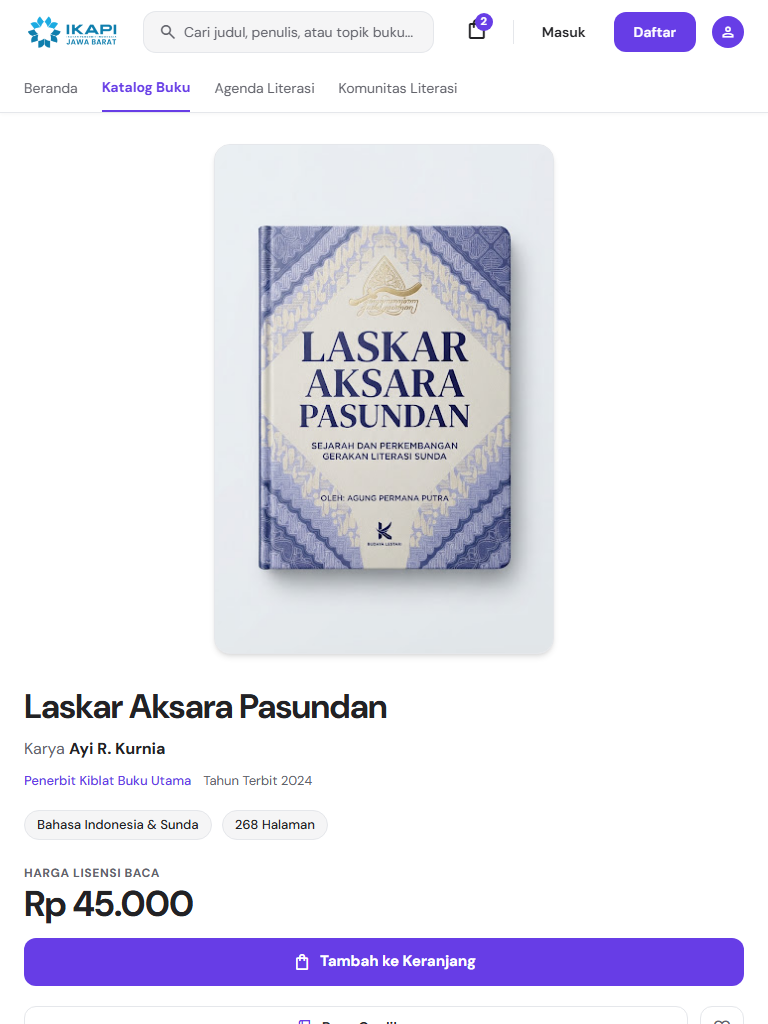 IKAPI
JAWA BARAT
Cari judul, penulis, atau topik buku...
2
Masuk
Daftar
Beranda
Katalog Buku
Agenda Literasi
Komunitas Literasi
LASKAR
AKSARA
PASUNDAN
SEJARAH DAN PERKEMBANGAN
GERAKAN LITERASI SUNDA
OLEH: AGUNG PERMANA PUTRA
Laskar Aksara Pasundan
Karya Ayi R. Kurnia
Penerbit Kiblat Buku Utama Tahun Terbit 2024
Bahasa Indonesia & Sunda
268 Halaman
HARGA LISENSI BACA
Rp 45.000
Tambah ke Keranjang